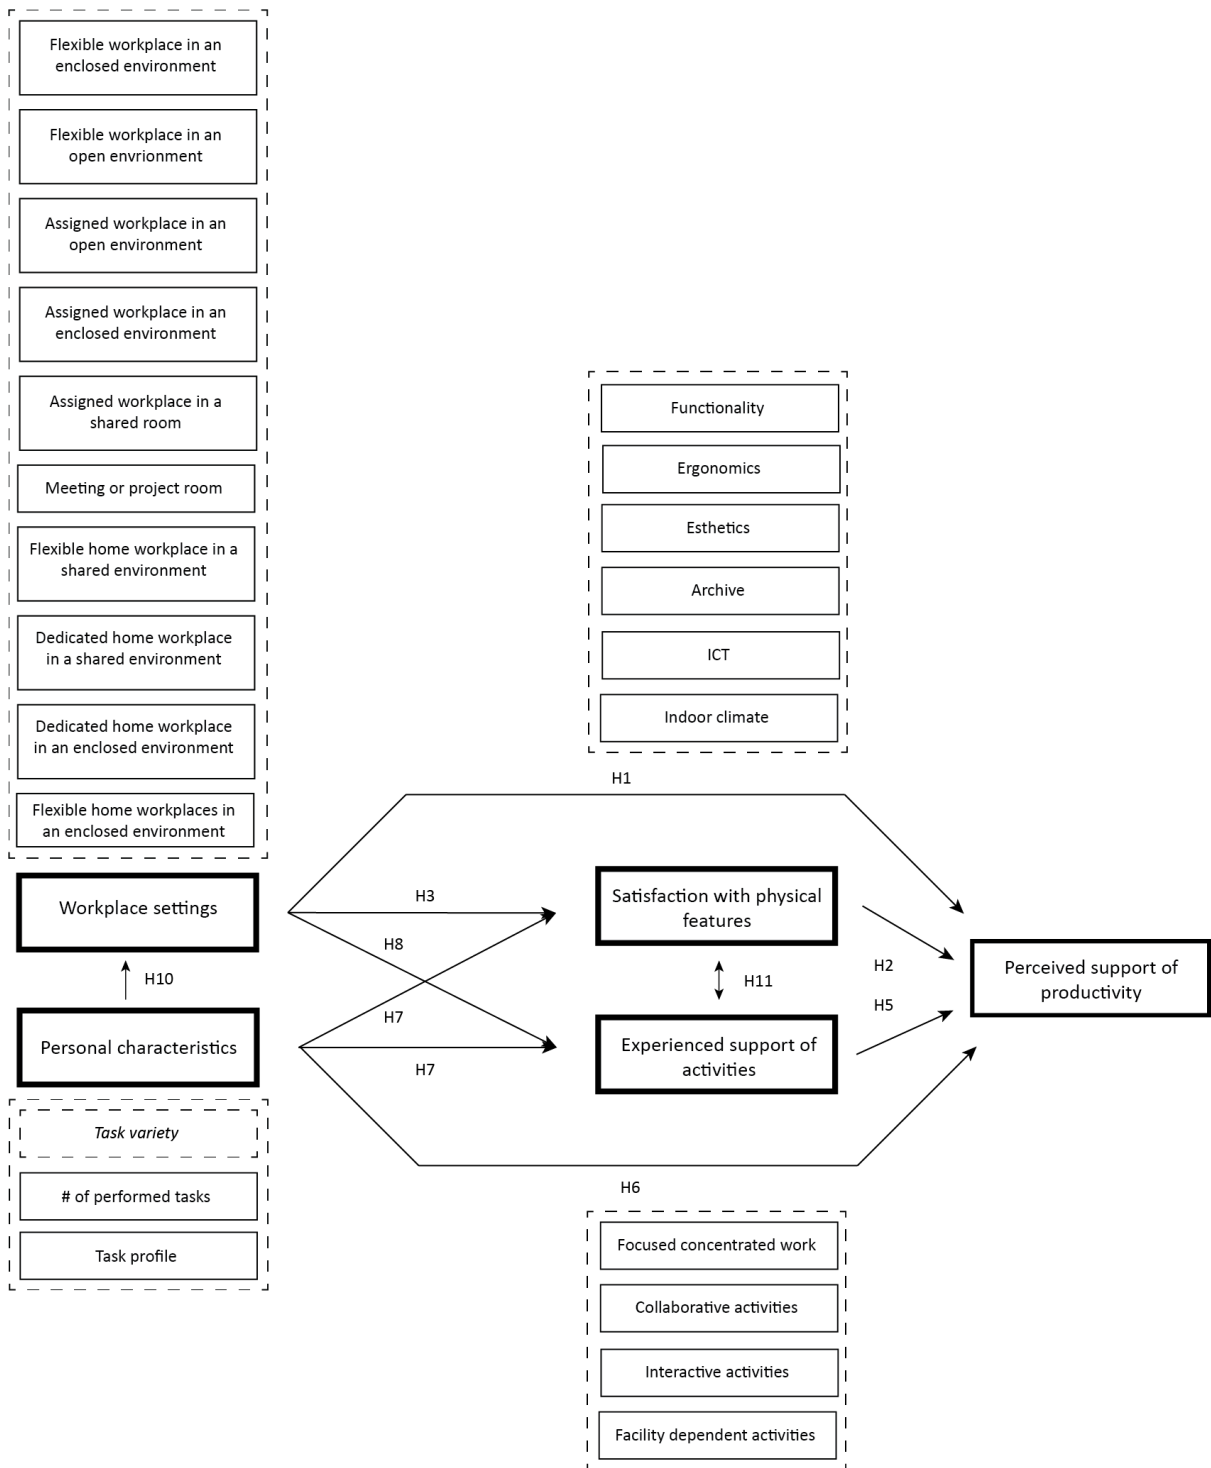 Flexible workplace in an
enclosed environment
Flexible workplace in an
open envrionment
Assigned workplace in an
open environment
Assigned workplace in an
enclosed environment
Assigned workplace in a
shared room
Meeting or project room
Flexible home workplace in a
shared environment
Dedicated home workplace
in a shared environment
Dedicated home workplace
in an enclosed environment
Flexible home workplaces in
an enclosed environment
Workplace settings
H10
Personal characteristics
Task variety
# of performed tasks
Task profile
Functionality
Ergonomics
Esthetics
Archive
ICT
Indoor climate
H1
H3
H8
H7
H7
H6
Satisfaction with physical
features
H11
Experienced support of
activities
H2
H5
Perceived support of
productivity
Focused concentrated work
Collaborative activities
Interactive activities
Facility dependent activities